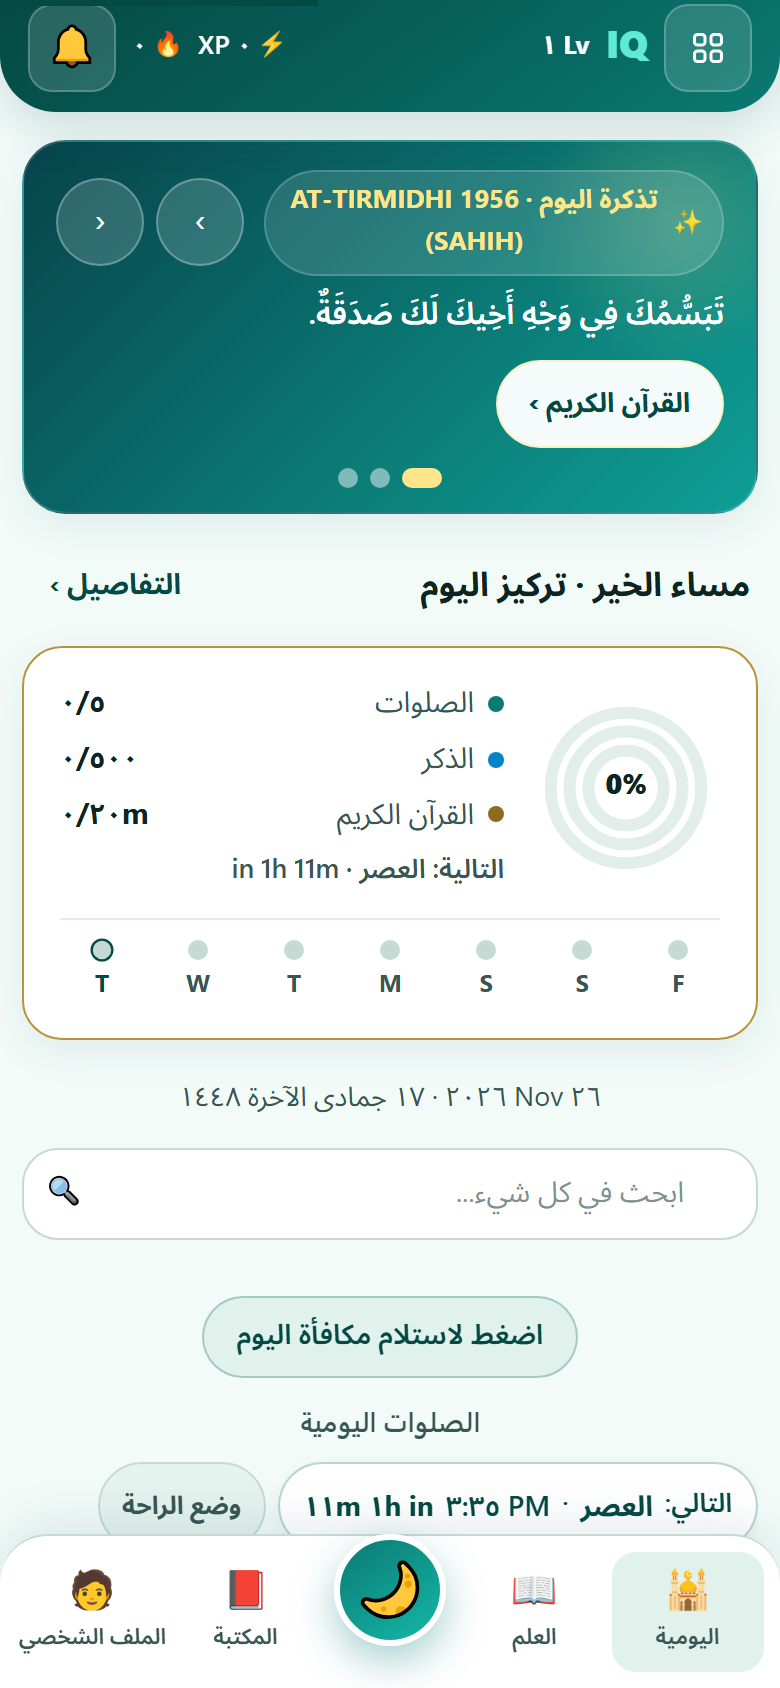 IQ
١ Lv
٠ XP
٠
تذكرة اليوم · AT-TIRMIDHI 1956
(SAHIH)
تَبَسُّمُكَ فِي وَجْهِ أَخِيكَ لَكَ صَدَقَةٌ.
القرآن الكريم ›
مساء الخير · تركيز اليوم
التفاصيل ›
0%
الصلوات
٠/٥
الذكر
٠/٥٠٠
القرآن الكريم
٠/٢٠m
التالية: العصر · in 1h 11m
F S S M T W T
٢٦ Nov ٢٠٢٦ · ١٧ جمادى الآخرة ١٤٤٨
ابحث في كل شيء...
اضغط لاستلام مكافأة اليوم
الصلوات اليومية
التالي: العصر · ٣:٣٥ PM in ١h ١١m
وضع الراحة
اليومية
العلم
المكتبة
الملف الشخصي